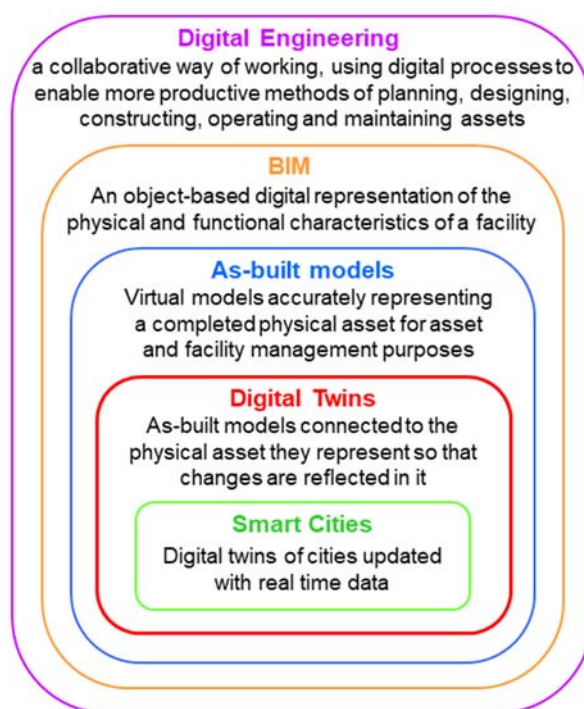 Digital Engineering
a collaborative way of working, using digital processes to
enable more productive methods of planning, designing,
constructing, operating and maintaining assets
BIM
An object-based digital representation of the
physical and functional characteristics of a facility
As-built models
Virtual models accurately representing
a completed physical asset for asset
and facility management purposes
Digital Twins
As-built models connected to the
physical asset they represent so that
changes are reflected in it
Smart Cities
Digital twins of cities updated
with real time data